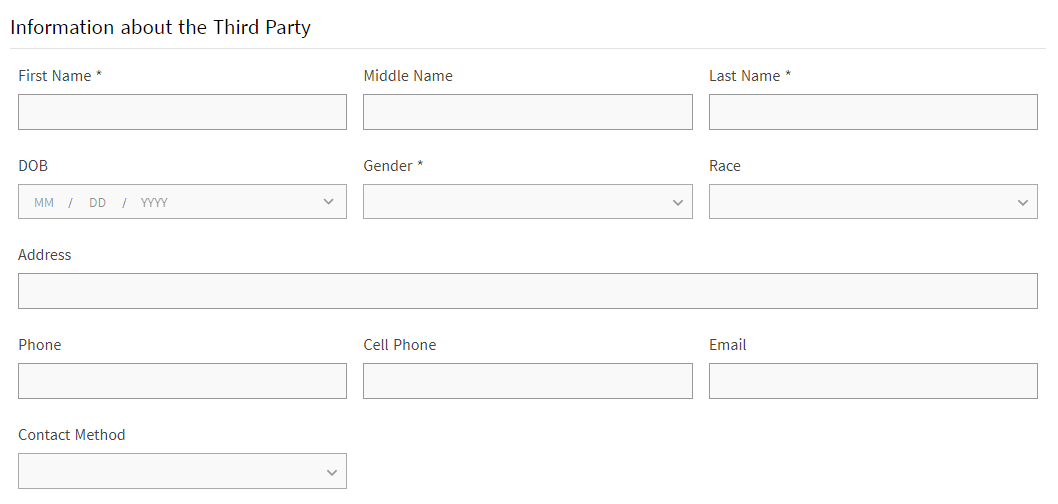 Information about the Third Party
First Name * Middle Name Last Name *
DOB Gender * Race
MM / DD / YYYY
Address
Phone Cell Phone Email
Contact Method